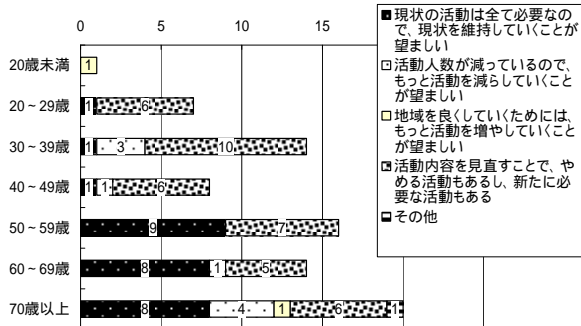 0 5 10 15
20歳未満 1
20～29歳 1 6
30～39歳 1 3 10
40～49歳 1 1 6
50～59歳 9 7
60～69歳 8 1 5
70歳以上 8 4 1 6 1
現状の活動は全て必要なの
で、現状を維持していくことが
望ましい
活動人数が減っているので、
もっと活動を減らしていくこと
が望ましい
地域を良くしていくためには、
もっと活動を増やしていくこと
が望ましい
活動内容を見直すことで、や
める活動もあるし、新たに必
要な活動もある
その他